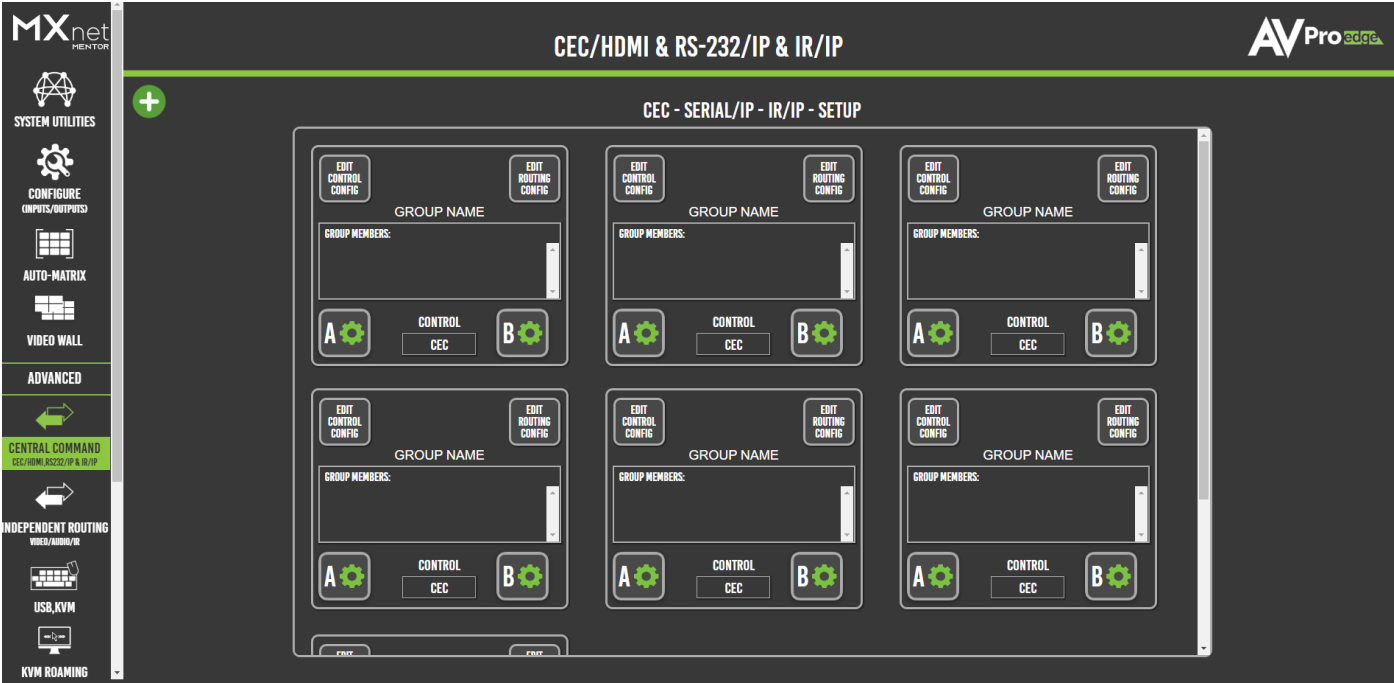 MXnet
MENTOR
SYSTEM UTILITIES
CONFIGURE
(INPUTS/OUTPUTS)
AUTO-MATRIX
VIDEO WALL
ADVANCED
CENTRAL COMMAND
CEC/HDMI,RS232/IP & IR/IP
INDEPENDENT ROUTING
VIDEO/AUDIO/IR
USB,KVM
KVM ROAMING
CEC/HDMI & RS-232/IP & IR/IP
AVPro edge
CEC - SERIAL/IP - IR/IP - SETUP
EDIT
CONTROL
CONFIG
EDIT
ROUTING
CONFIG
GROUP NAME
GROUP MEMBERS:
A
CONTROL
CEC
B
EDIT
CONTROL
CONFIG
EDIT
ROUTING
CONFIG
GROUP NAME
GROUP MEMBERS:
A
CONTROL
CEC
B
EDIT
CONTROL
CONFIG
EDIT
ROUTING
CONFIG
GROUP NAME
GROUP MEMBERS:
A
CONTROL
CEC
B
EDIT
CONTROL
CONFIG
EDIT
ROUTING
CONFIG
GROUP NAME
GROUP MEMBERS:
A
CONTROL
CEC
B
EDIT
CONTROL
CONFIG
EDIT
ROUTING
CONFIG
GROUP NAME
GROUP MEMBERS:
A
CONTROL
CEC
B
EDIT
CONTROL
CONFIG
EDIT
ROUTING
CONFIG
GROUP NAME
GROUP MEMBERS:
A
CONTROL
CEC
B
EDIT
EDIT